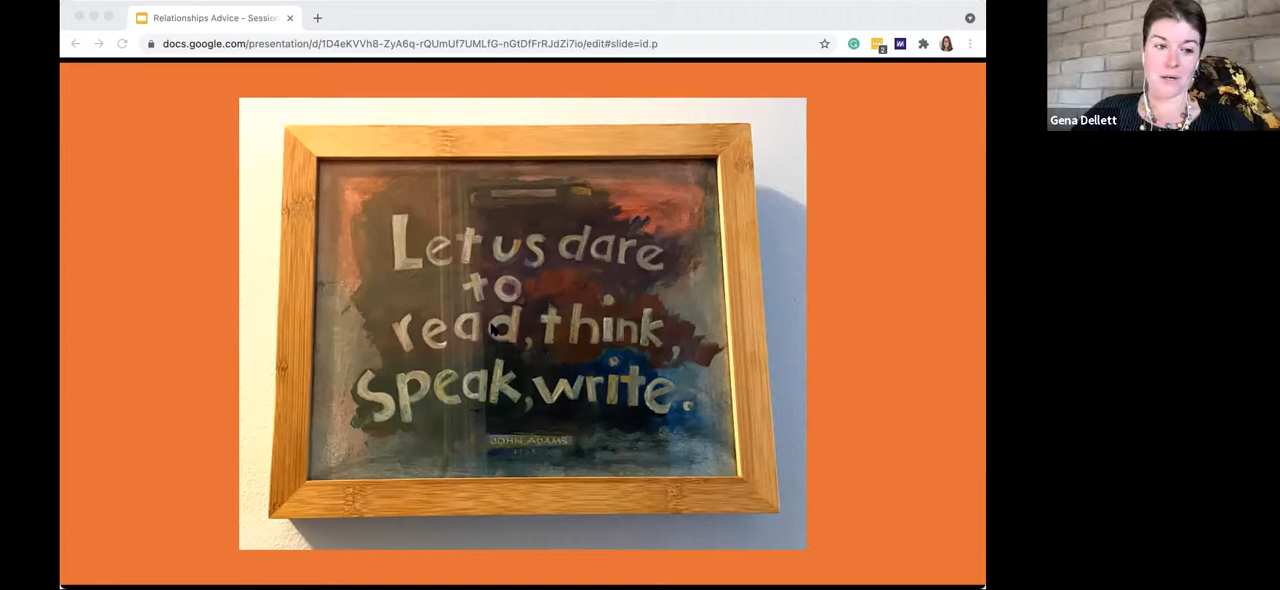 Relationships Advice - Sessio
docs.google.com/presentation/d/1D4eKVVh8-ZyA6q-rQUmUf7UMLfG-nGtDfFrRJdZi7io/edit#slide=id.p
2
Gena Dellett
Let us dare
to
read, think,
Speak, write.
JOHN ADAMS